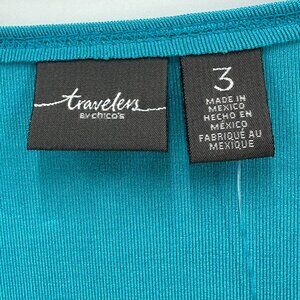 travelers
BY CHICO'S
3
MADE IN
MEXICO
HECHO EN
MÉXICO
FABRIQUÉ AU
MEXIQUE